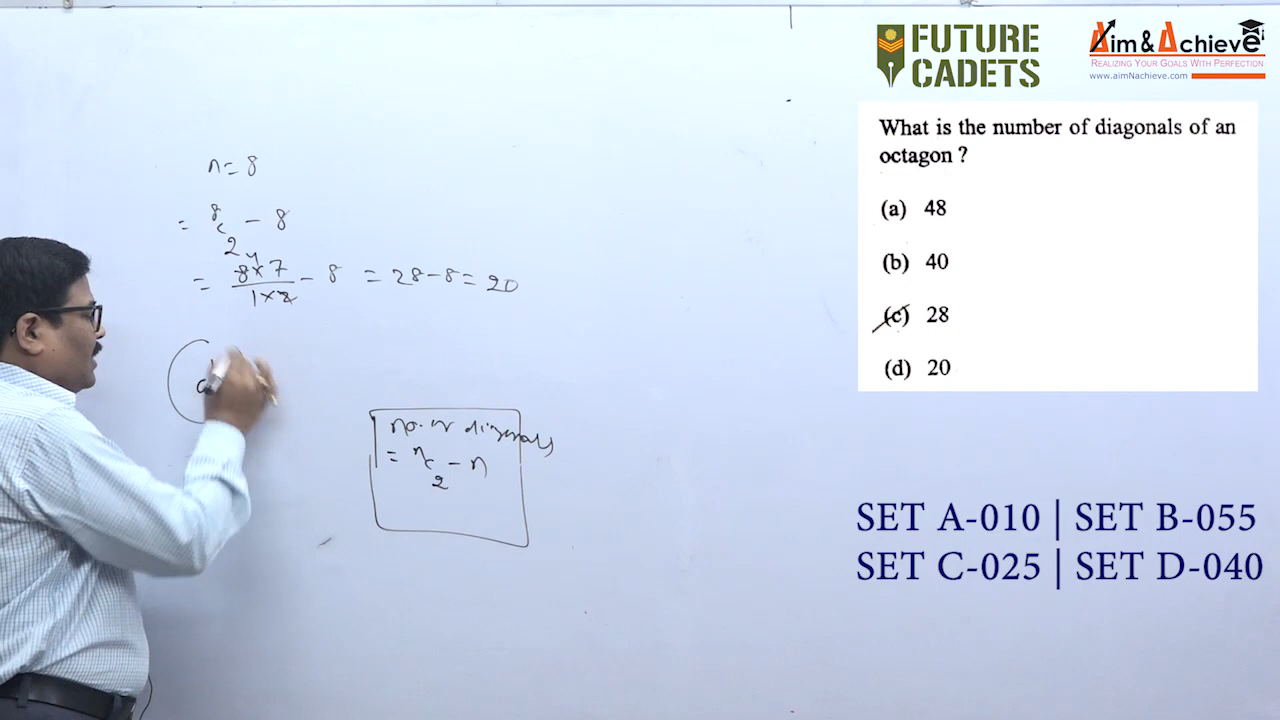 FUTURE
CADETS
Aim & Achieve
REALIZING YOUR GOALS WITH PERFECTION
www.aimNachieve.com
What is the number of diagonals of an
octagon ?
(a) 48
(b) 40
(c) 28
(d) 20
n = 8
= 8c2 - 8
= 8×7/1×2 - 8 = 28-8 = 20
no. of diagonals
= nc2 - n
SET A-010 | SET B-055
SET C-025 | SET D-040